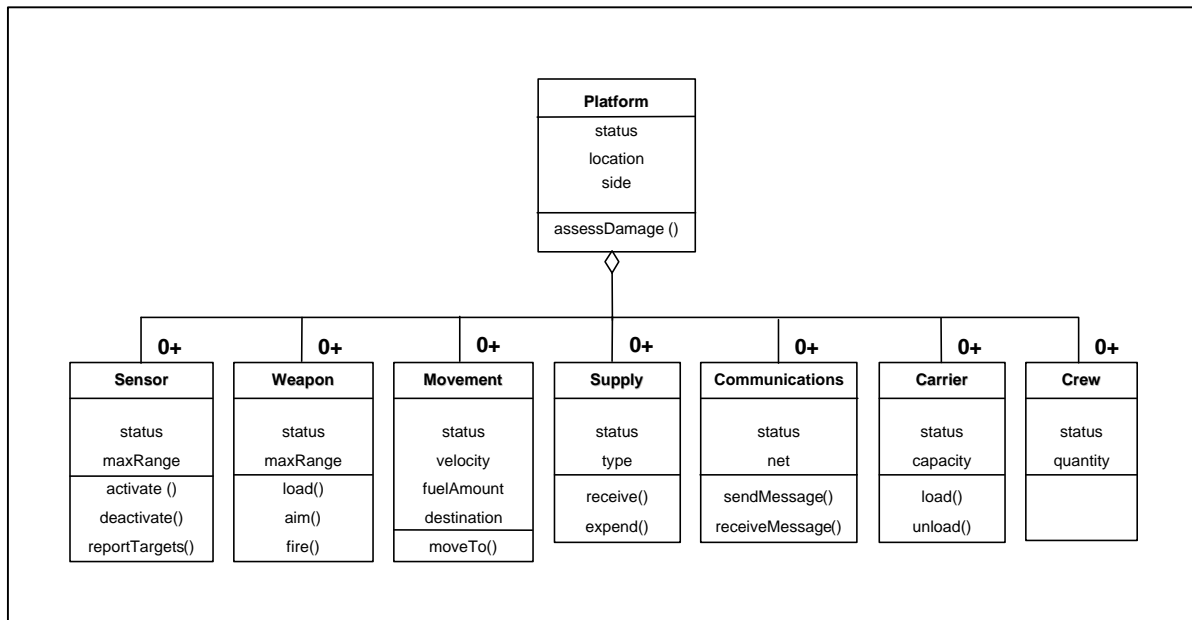 Platform
status
location
side
assessDamage ()
0+ 0+ 0+ 0+ 0+ 0+ 0+
Sensor
status
maxRange
activate ()
deactivate()
reportTargets()
Weapon
status
maxRange
load()
aim()
fire()
Movement
status
velocity
fuelAmount
destination
moveTo()
Supply
status
type
receive()
expend()
Communications
status
net
sendMessage()
receiveMessage()
Carrier
status
capacity
load()
unload()
Crew
status
quantity